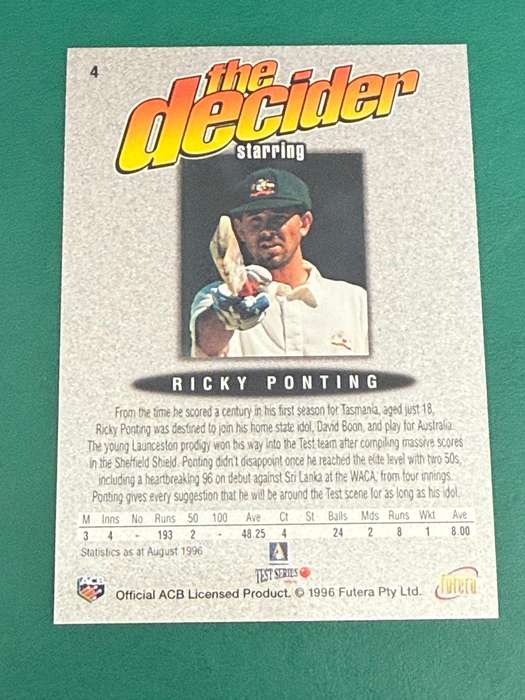 4
the
decider
starring
RICKY PONTING
From the time he scored a century in his first season for Tasmania, aged just 18,
Ricky Ponting was destined to join his home state idol, David Boon, and play for Australia.
The young Launceston prodigy won his way into the Test team after compiling massive scores
in the Sheffield Shield. Ponting didn't disappoint once he reached the elite level with two 50s,
including a heartbreaking 96 on debut against Sri Lanka at the WACA, from four innings.
Ponting gives every suggestion that he will be around the Test scene for as long as his idol.
M Inns No Runs 50 100 Ave Ct St Balls Mds Runs Wkt Ave
3 4 - 193 2 - 48.25 4 24 2 8 1 8.00
Statistics as at August 1996
TEST SERIES
ACB
Official ACB Licensed Product. © 1996 Futera Pty Ltd.
futera